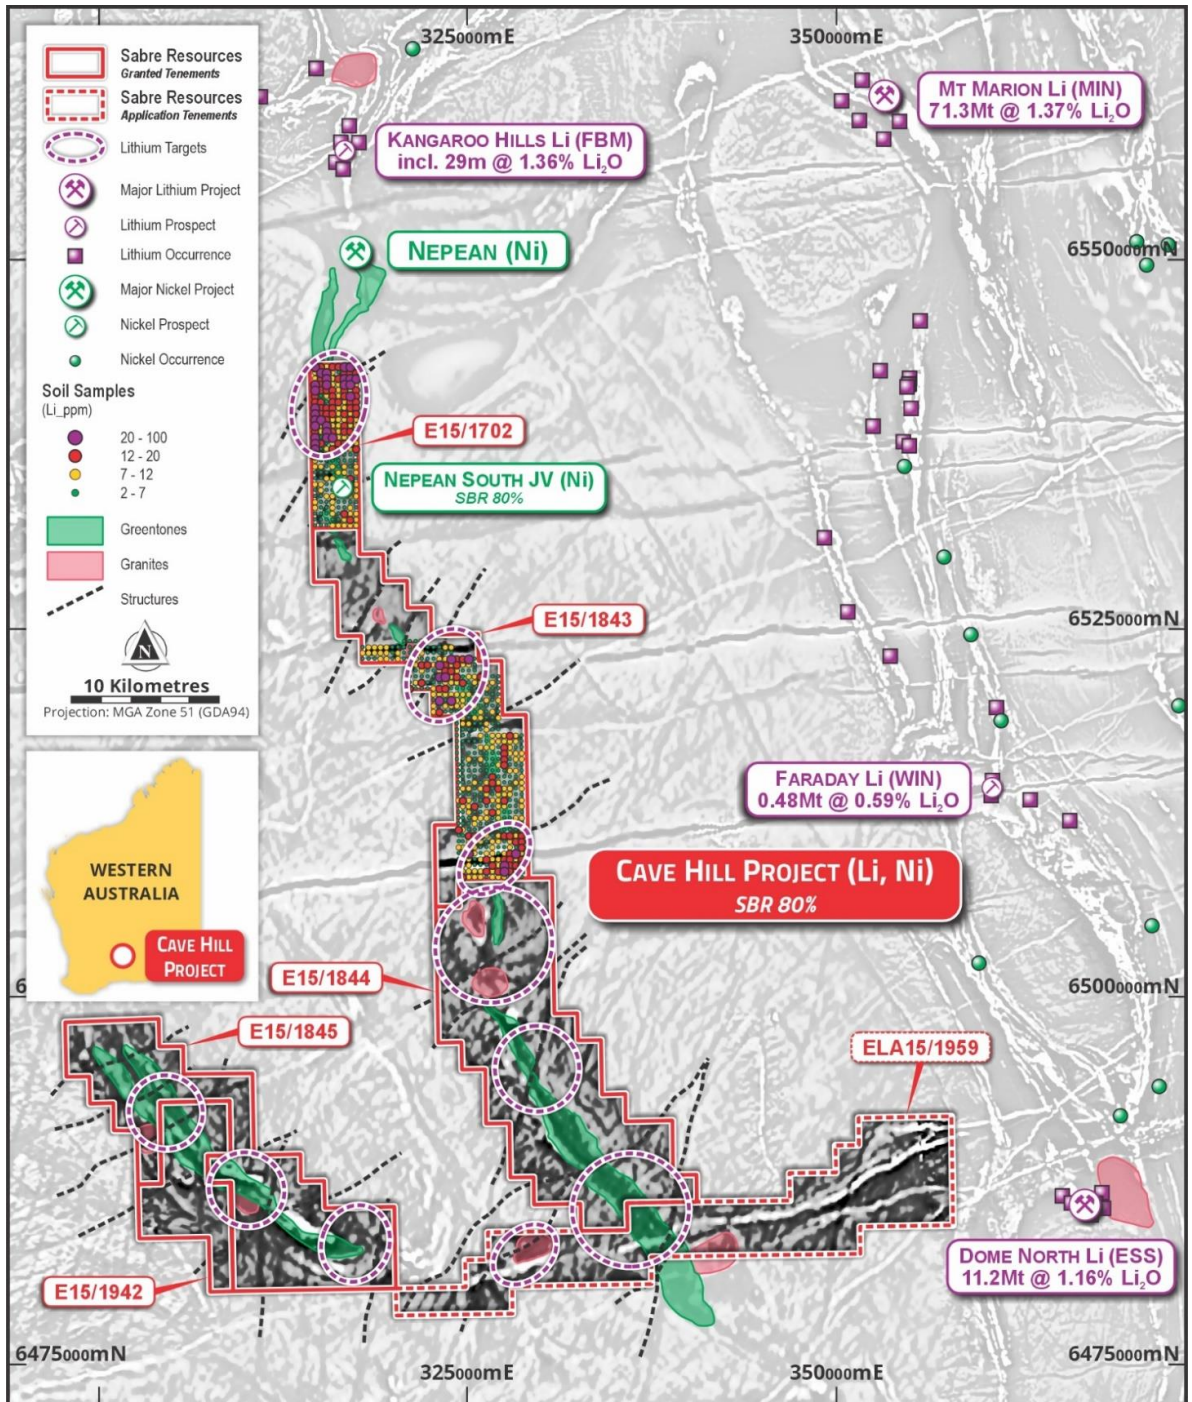 325000mE
350000mE
Sabre Resources
Granted Tenements
Sabre Resources
Application Tenements
Lithium Targets
Major Lithium Project
Lithium Prospect
Lithium Occurrence
Major Nickel Project
Nickel Prospect
Nickel Occurrence
Soil Samples
(Li_ppm)
20 - 100
12 - 20
7 - 12
2 - 7
Greentones
Granites
Structures
N
10 Kilometres
Projection: MGA Zone 51 (GDA94)
WESTERN
AUSTRALIA
CAVE HILL
PROJECT
MT MARION Li (MIN)
71.3Mt @ 1.37% Li₂O
KANGAROO HILLS Li (FBM)
incl. 29m @ 1.36% Li₂O
NEPEAN (Ni)
6550000mN
E15/1702
NEPEAN SOUTH JV (Ni)
SBR 80%
E15/1843
6525000mN
FARADAY Li (WIN)
0.48Mt @ 0.59% Li₂O
CAVE HILL PROJECT (Li, Ni)
SBR 80%
E15/1844
6500000mN
E15/1845
ELA15/1959
E15/1942
DOME NORTH Li (ESS)
11.2Mt @ 1.16% Li₂O
6475000mN
325000mE
350000mE
6475000mN